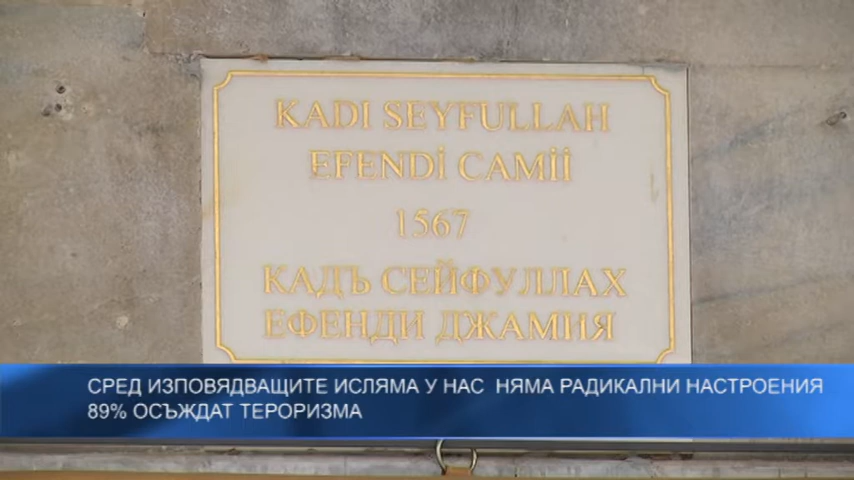 KADI SEYFULLAH
EFENDİ CAMİİ
1567
КАДЪ СЕЙФУЛЛАХ
ЕФЕНДИ ДЖАМИЯ
СРЕД ИЗПОВЯДВАЩИТЕ ИСЛЯМА У НАС НЯМА РАДИКАЛНИ НАСТРОЕНИЯ
89% ОСЪЖДАТ ТЕРОРИЗМА